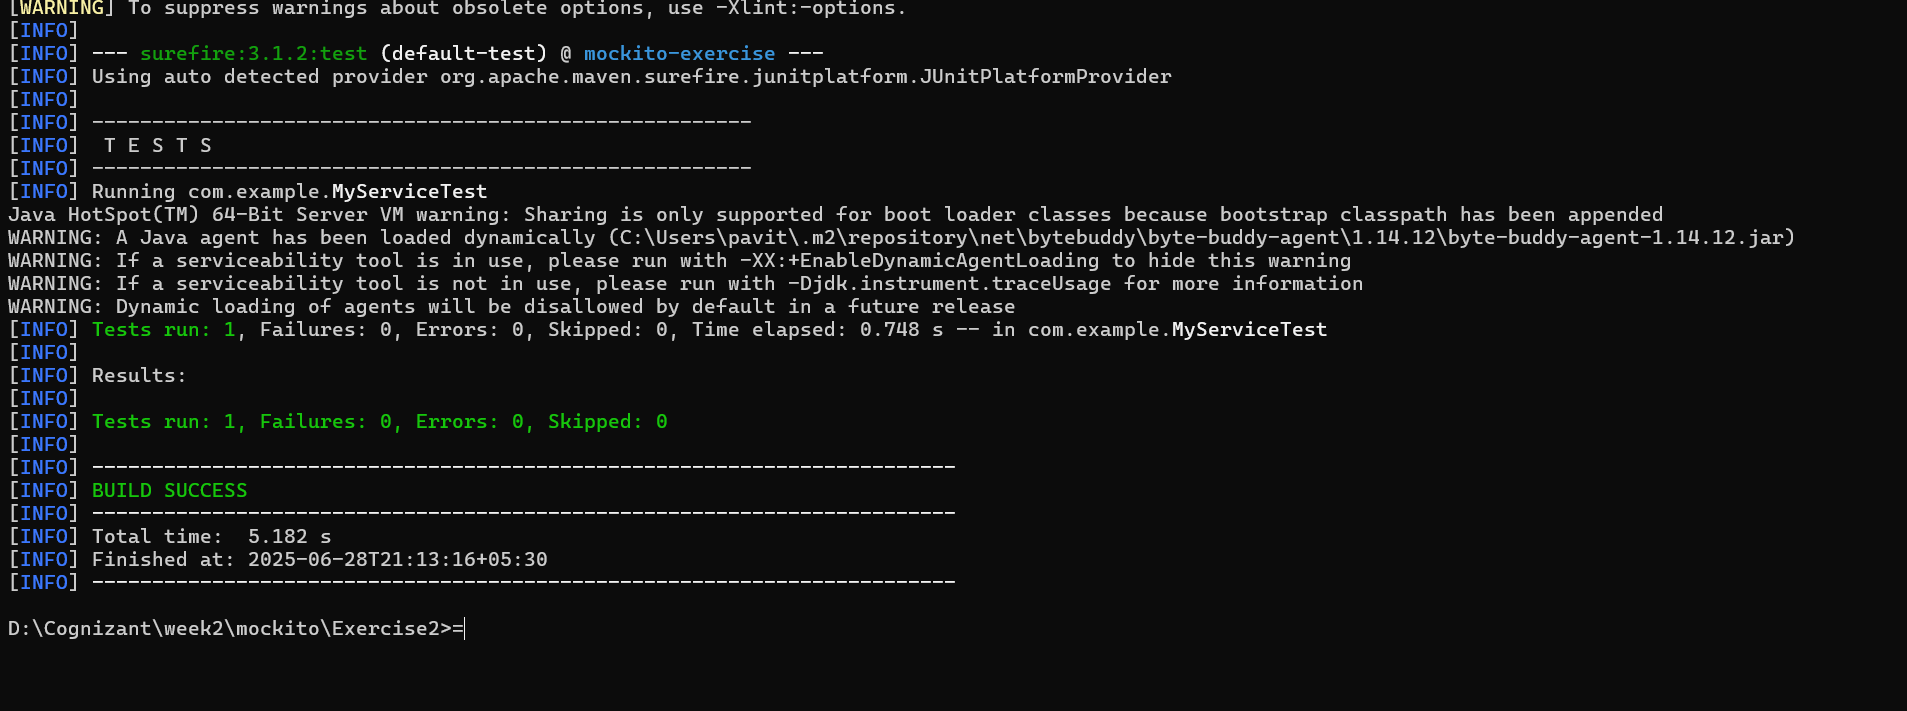 [WARNING] To suppress warnings about obsolete options, use -Xlint:-options.
[INFO]
[INFO] --- surefire:3.1.2:test (default-test) @ mockito-exercise ---
[INFO] Using auto detected provider org.apache.maven.surefire.junitplatform.JUnitPlatformProvider
[INFO]
[INFO] -------------------------------------------------------
[INFO]  T E S T S
[INFO] -------------------------------------------------------
[INFO] Running com.example.MyServiceTest
Java HotSpot(TM) 64-Bit Server VM warning: Sharing is only supported for boot loader classes because bootstrap classpath has been appended
WARNING: A Java agent has been loaded dynamically (C:\Users\pavit\.m2\repository\net\bytebuddy\byte-buddy-agent\1.14.12\byte-buddy-agent-1.14.12.jar)
WARNING: If a serviceability tool is in use, please run with -XX:+EnableDynamicAgentLoading to hide this warning
WARNING: If a serviceability tool is not in use, please run with -Djdk.instrument.traceUsage for more information
WARNING: Dynamic loading of agents will be disallowed by default in a future release
[INFO] Tests run: 1, Failures: 0, Errors: 0, Skipped: 0, Time elapsed: 0.748 s -- in com.example.MyServiceTest
[INFO]
[INFO] Results:
[INFO]
[INFO] Tests run: 1, Failures: 0, Errors: 0, Skipped: 0
[INFO]
[INFO] ------------------------------------------------------------------------
[INFO] BUILD SUCCESS
[INFO] ------------------------------------------------------------------------
[INFO] Total time:  5.182 s
[INFO] Finished at: 2025-06-28T21:13:16+05:30
[INFO] ------------------------------------------------------------------------
D:\Cognizant\week2\mockito\Exercise2>=